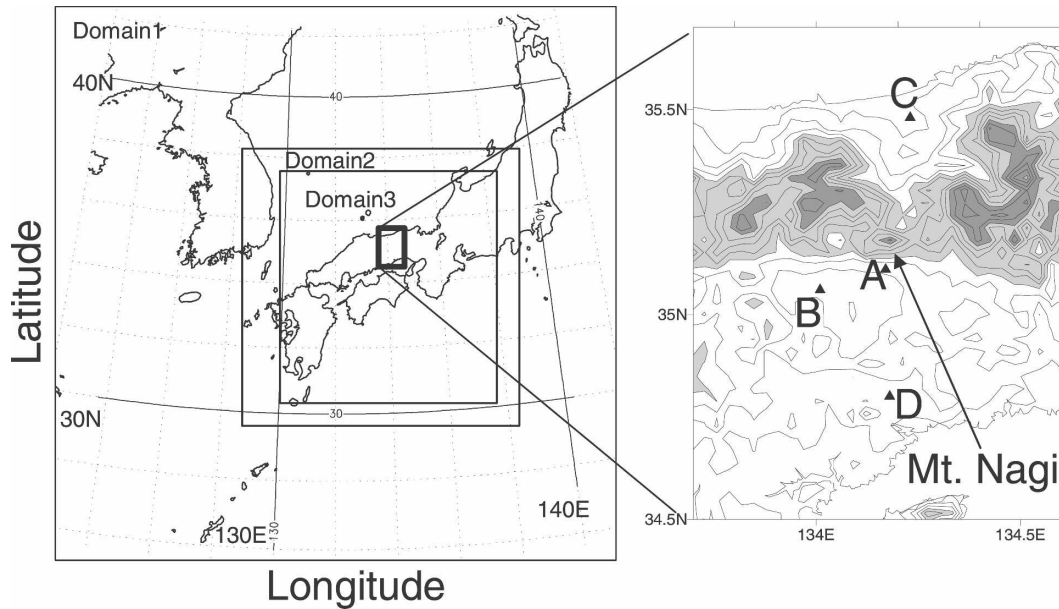 Domain1
40N
40
Domain2
Domain3
140
Latitude
30N
30
130E
130
140E
Longitude
C
35.5N
A
B
35N
D
Mt. Nagi
34.5N
134E
134.5E